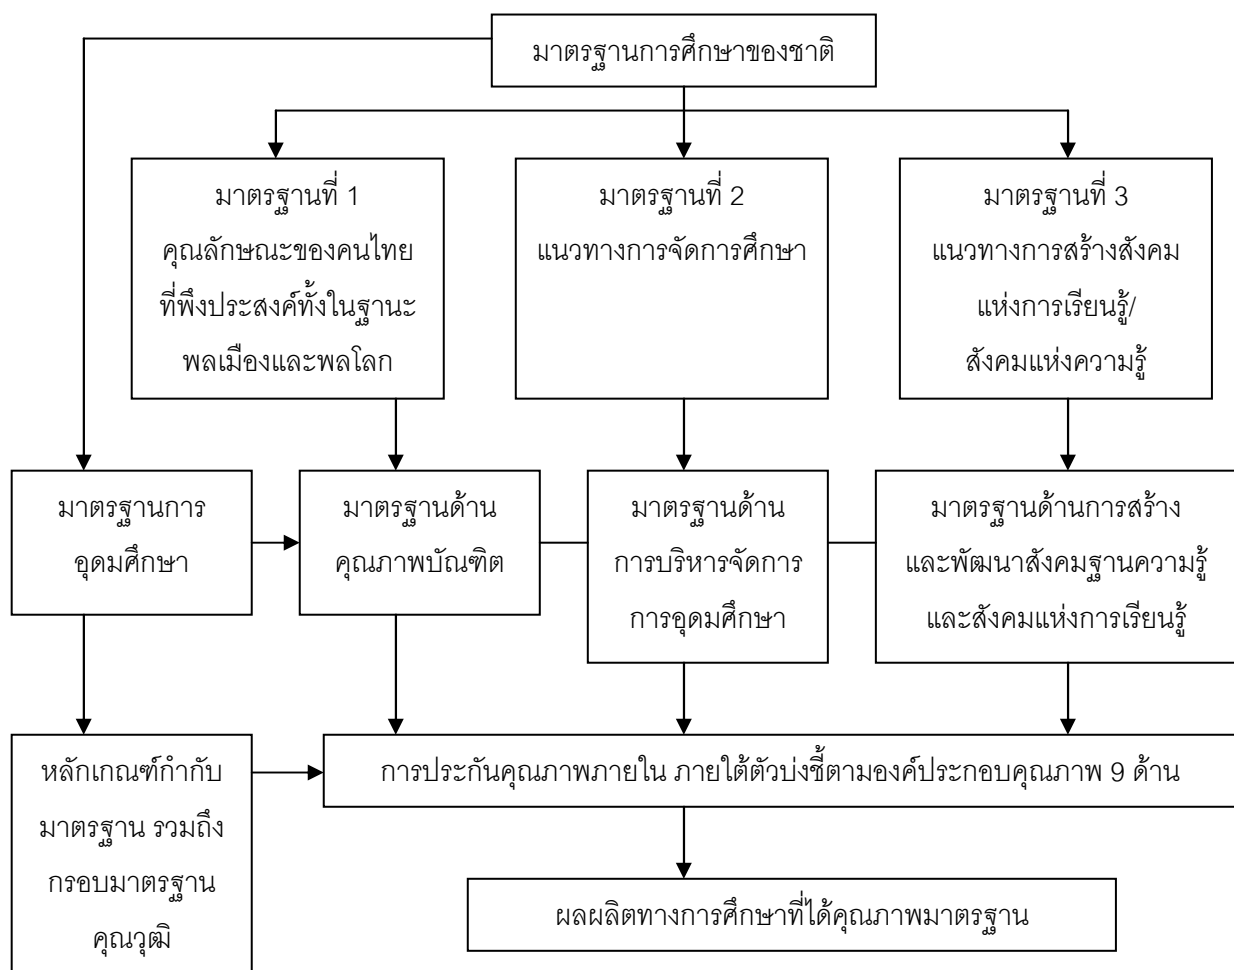 มาตรฐานการศึกษาของชาติ
มาตรฐานที่ 1
คุณลักษณะของคนไทย
ที่พึงประสงค์ทั้งในฐานะ
พลเมืองและพลโลก
มาตรฐานที่ 2
แนวทางการจัดการศึกษา
มาตรฐานที่ 3
แนวทางการสร้างสังคม
แห่งการเรียนรู้/
สังคมแห่งความรู้
มาตรฐานการ
อุดมศึกษา
มาตรฐานด้าน
คุณภาพบัณฑิต
มาตรฐานด้าน
การบริหารจัดการ
การอุดมศึกษา
มาตรฐานด้านการสร้าง
และพัฒนาสังคมฐานความรู้
และสังคมแห่งการเรียนรู้
หลักเกณฑ์กำกับ
มาตรฐาน รวมถึง
กรอบมาตรฐาน
คุณวุฒิ
การประกันคุณภาพภายใน ภายใต้ตัวบ่งชี้ตามองค์ประกอบคุณภาพ 9 ด้าน
ผลผลิตทางการศึกษาที่ได้คุณภาพมาตรฐาน